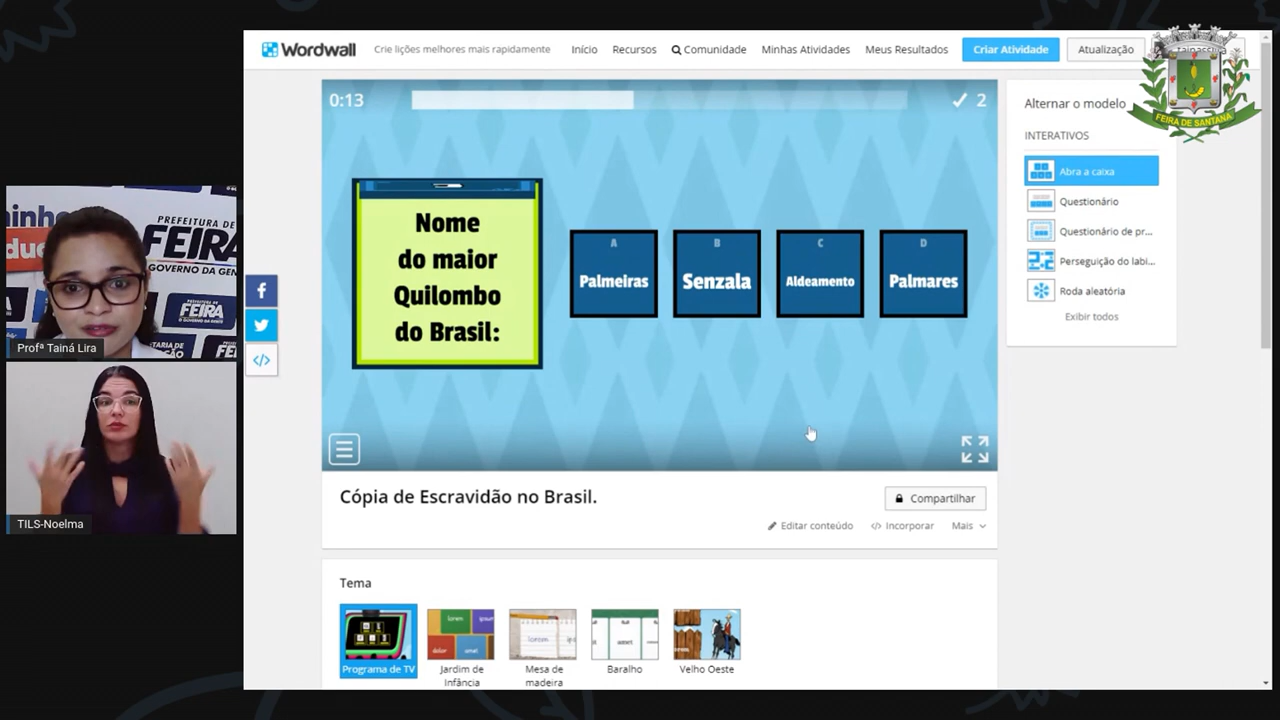 Wordwall
Crie lições melhores mais rapidamente
Início
Recursos
Comunidade
Minhas Atividades
Meus Resultados
Criar Atividade
Atualização
FEIRA DE SANTANA
0:13
2
Nome
do maior
Quilombo
do Brasil:
A
Palmeiras
B
Senzala
C
Aldeamento
D
Palmares
Alternar o modelo
INTERATIVOS
Abra a caixa
Questionário
Questionário de pr...
Perseguição do labi...
Roda aleatória
Exibir todos
PREFEITURA DE
FEIRA
GOVERNO DA GEN
FEIRA
Profª Tainá Lira
TILS-Noelma
Cópia de Escravidão no Brasil.
Compartilhar
Editar conteúdo
Incorporar
Mais
Tema
Programa de TV
Jardim de
Infância
Mesa de
madeira
Baralho
Velho Oeste